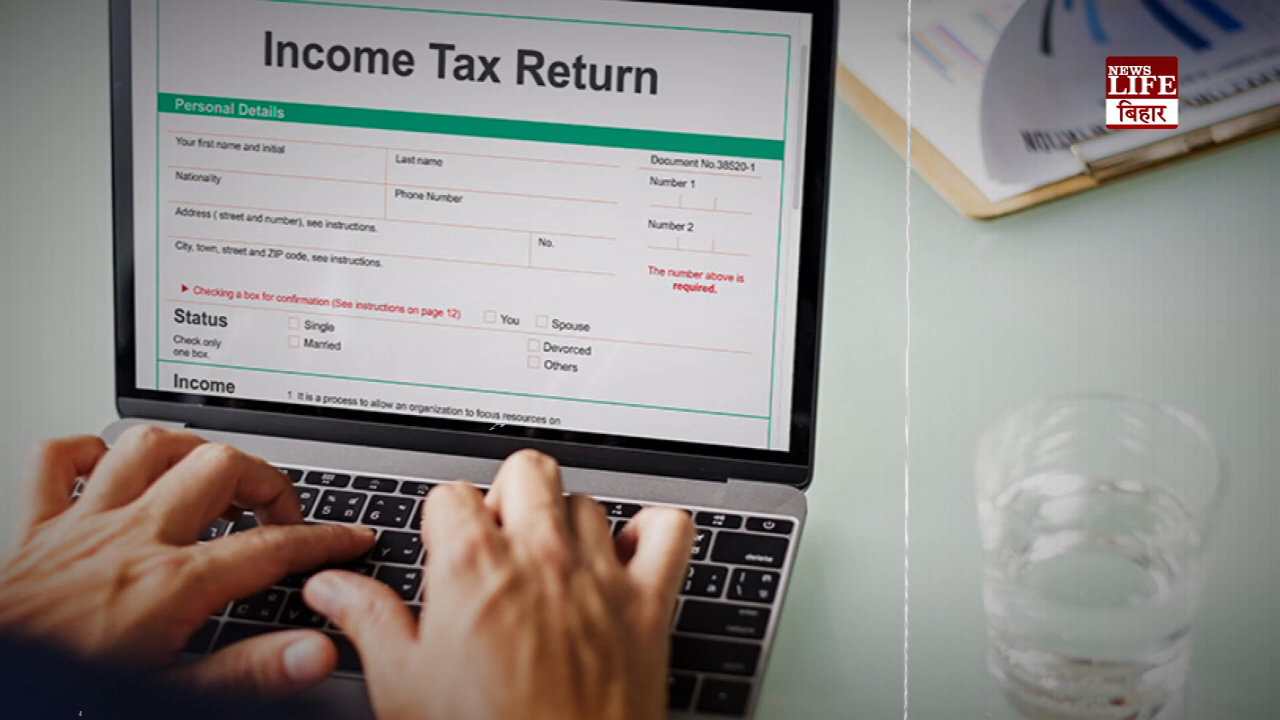 Income Tax Return
Personal Details
Your first name and initial
Last name
Document No.38520-1
Nationality
Phone Number
Number 1
Address ( street and number), see instructions.
No.
Number 2
City, town, street and ZIP code, see instructions.
The number above is
required.
Checking a box for confirmation (See instructions on page 12)
You
Spouse
Status
Check only
one box.
Single
Married
Devorced
Others
Income
1 It is a process to allow an organization to focus resources on
NEWS
LIFE
बिहार
delete
return